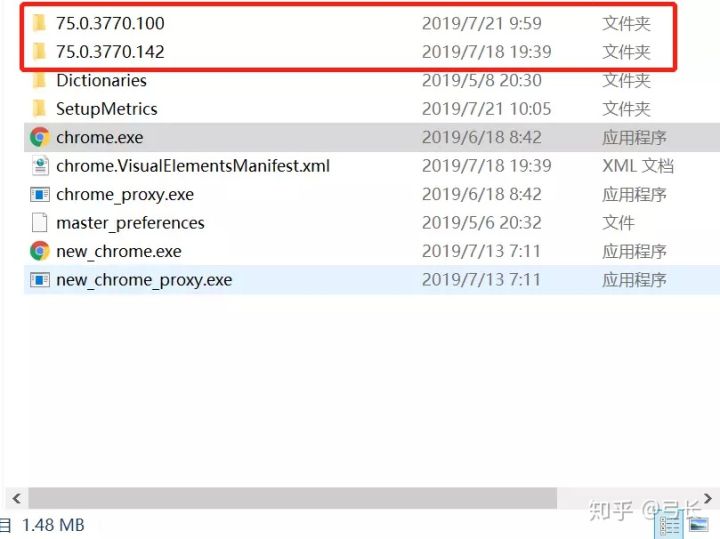 75.0.3770.100 2019/7/21 9:59 文件夹
75.0.3770.142 2019/7/18 19:39 文件夹
Dictionaries 2019/5/8 20:30 文件夹
SetupMetrics 2019/7/21 10:05 文件夹
chrome.exe 2019/6/18 8:42 应用程序
chrome.VisualElementsManifest.xml 2019/7/18 19:39 XML 文档
chrome_proxy.exe 2019/6/18 8:42 应用程序
master_preferences 2019/5/6 20:32 文件
new_chrome.exe 2019/7/13 7:11 应用程序
new_chrome_proxy.exe 2019/7/13 7:11 应用程序
知乎 @弓长
1.48 MB